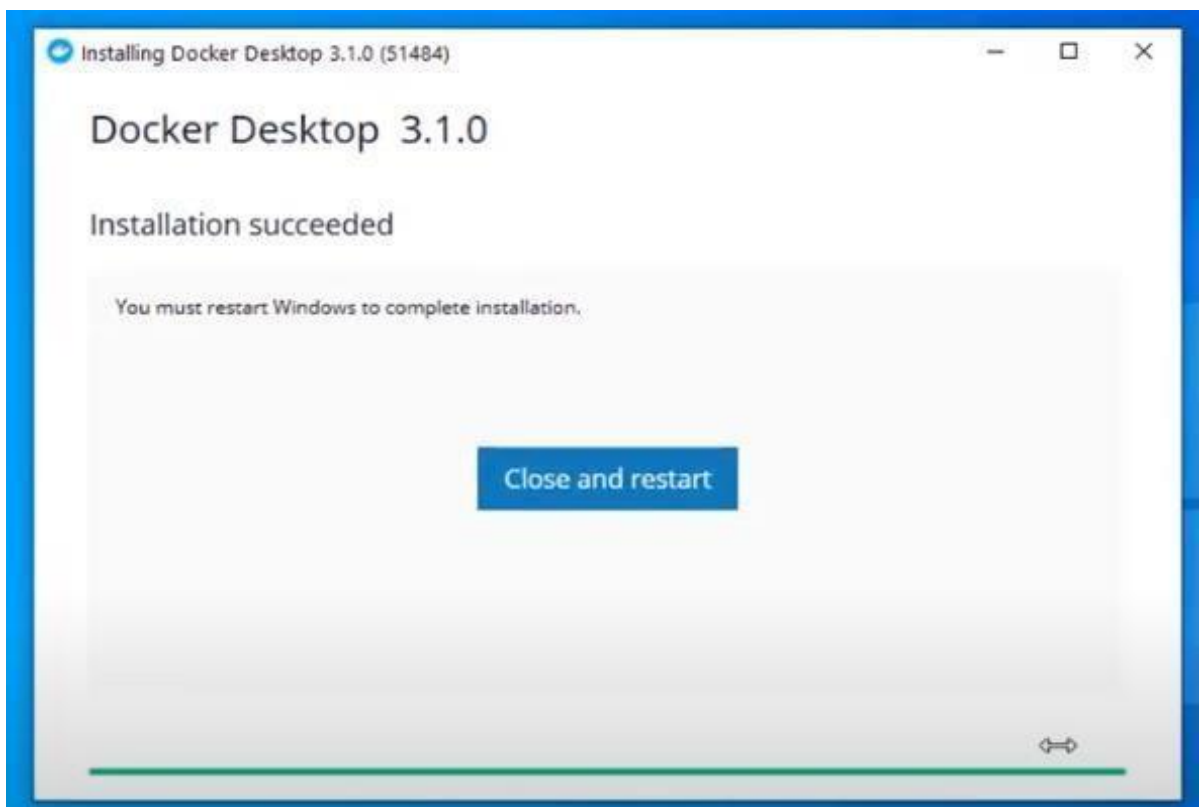 Installing Docker Desktop 3.1.0 (51484)
Docker Desktop 3.1.0
Installation succeeded
You must restart Windows to complete installation.
Close and restart